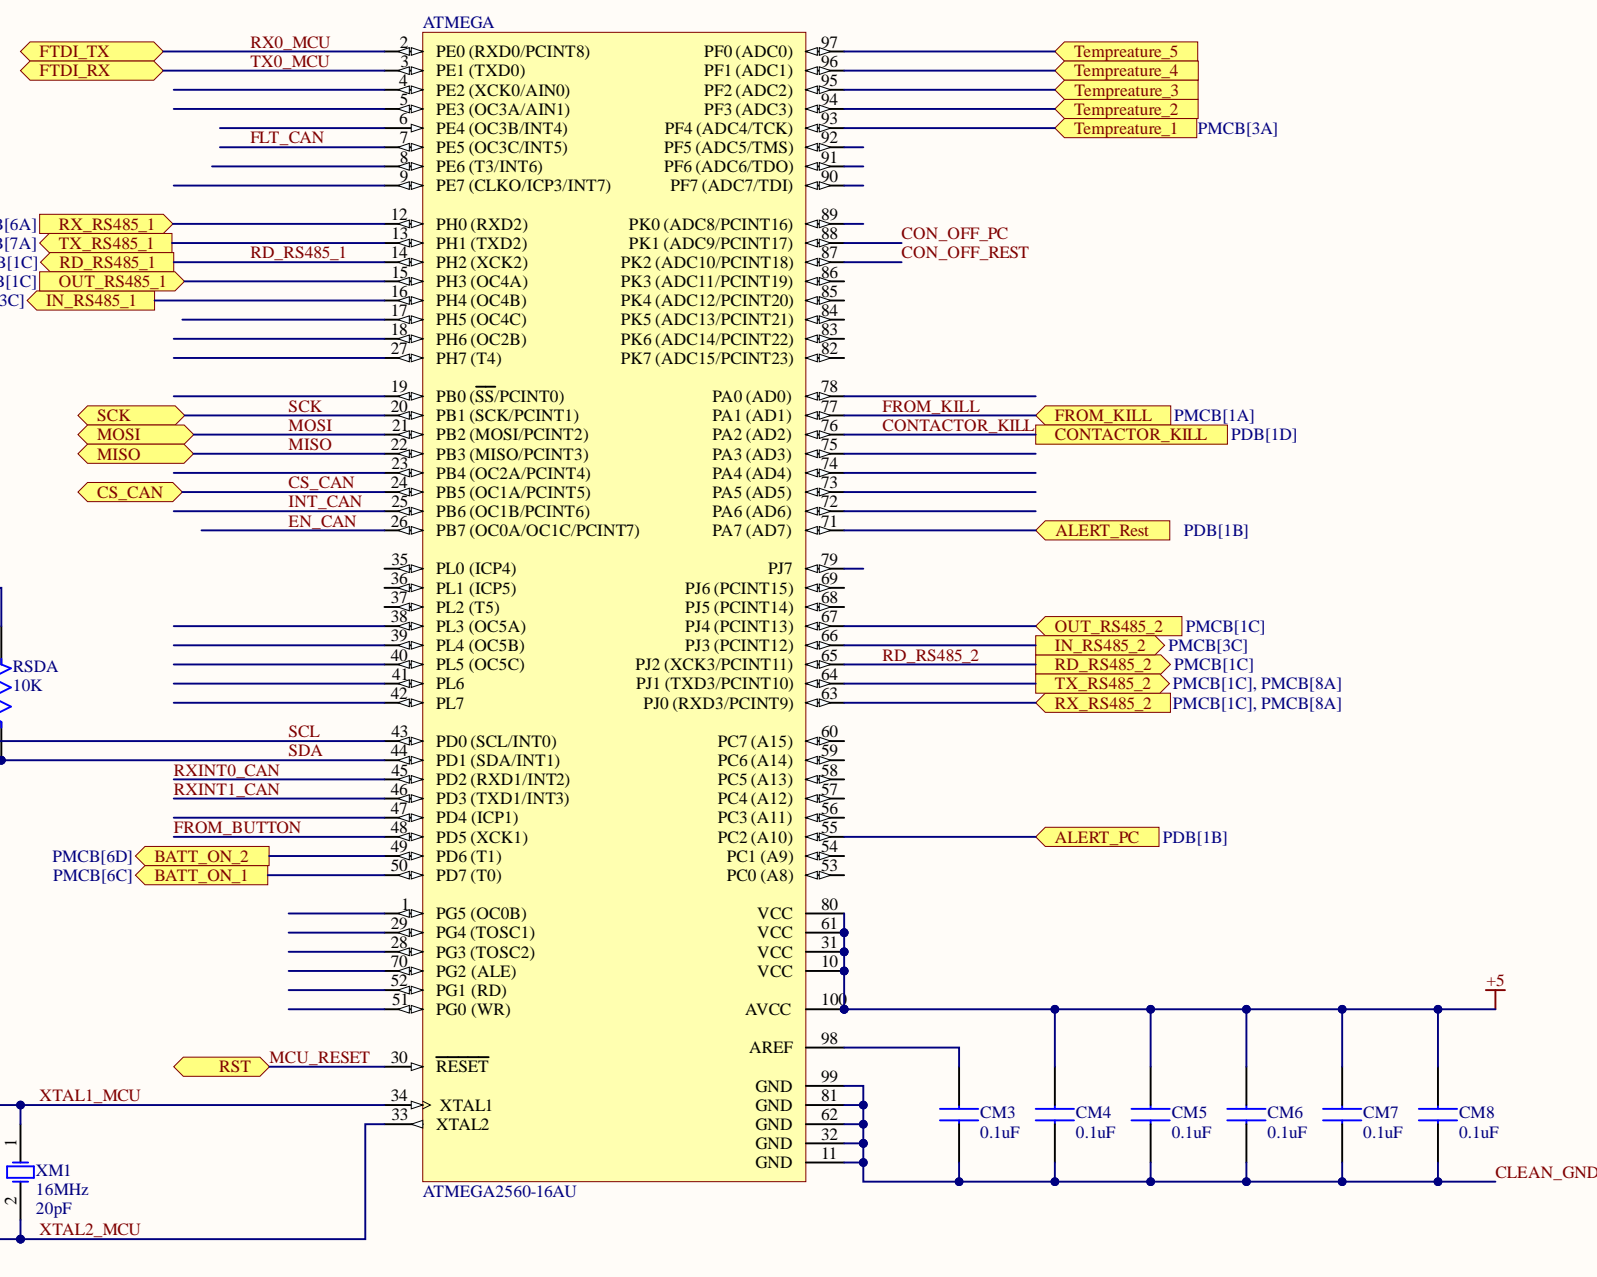 ATMEGA
FTDI_TX RX0_MCU 2 PE0 (RXD0/PCINT8) PF0 (ADC0) 97 Tempreature_5
FTDI_RX TX0_MCU 3 PE1 (TXD0) PF1 (ADC1) 96 Tempreature_4
4 PE2 (XCK0/AIN0) PF2 (ADC2) 95 Tempreature_3
5 PE3 (OC3A/AIN1) PF3 (ADC3) 94 Tempreature_2
6 PE4 (OC3B/INT4) PF4 (ADC4/TCK) 93 Tempreature_1 PMCB[3A]
FLT_CAN 7 PE5 (OC3C/INT5) PF5 (ADC5/TMS) 92
8 PE6 (T3/INT6) PF6 (ADC6/TDO) 91
9 PE7 (CLKO/ICP3/INT7) PF7 (ADC7/TDI) 90
[6A] RX_RS485_1 12 PH0 (RXD2) PK0 (ADC8/PCINT16) 89
[7A] TX_RS485_1 13 PH1 (TXD2) PK1 (ADC9/PCINT17) 88 CON_OFF_PC
[1C] RD_RS485_1 RD_RS485_1 14 PH2 (XCK2) PK2 (ADC10/PCINT18) 87 CON_OFF_REST
[1C] OUT_RS485_1 15 PH3 (OC4A) PK3 (ADC11/PCINT19) 86
3C] IN_RS485_1 16 PH4 (OC4B) PK4 (ADC12/PCINT20) 85
17 PH5 (OC4C) PK5 (ADC13/PCINT21) 84
18 PH6 (OC2B) PK6 (ADC14/PCINT22) 83
27 PH7 (T4) PK7 (ADC15/PCINT23) 82
19 PB0 (SS/PCINT0) PA0 (AD0) 78
SCK SCK 20 PB1 (SCK/PCINT1) PA1 (AD1) 77 FROM_KILL FROM_KILL PMCB[1A]
MOSI MOSI 21 PB2 (MOSI/PCINT2) PA2 (AD2) 76 CONTACTOR_KILL CONTACTOR_KILL PDB[1D]
MISO MISO 22 PB3 (MISO/PCINT3) PA3 (AD3) 75
23 PB4 (OC2A/PCINT4) PA4 (AD4) 74
CS_CAN CS_CAN 24 PB5 (OC1A/PCINT5) PA5 (AD5) 73
INT_CAN 25 PB6 (OC1B/PCINT6) PA6 (AD6) 72
EN_CAN 26 PB7 (OC0A/OC1C/PCINT7) PA7 (AD7) 71 ALERT_Rest PDB[1B]
35 PL0 (ICP4) PJ7 79
36 PL1 (ICP5) PJ6 (PCINT15) 69
37 PL2 (T5) PJ5 (PCINT14) 68
38 PL3 (OC5A) PJ4 (PCINT13) 67 OUT_RS485_2 PMCB[1C]
39 PL4 (OC5B) PJ3 (PCINT12) 66 IN_RS485_2 PMCB[3C]
RSDA 40 PL5 (OC5C) PJ2 (XCK3/PCINT11) 65 RD_RS485_2 RD_RS485_2 PMCB[1C]
10K 41 PL6 PJ1 (TXD3/PCINT10) 64 TX_RS485_2 PMCB[1C], PMCB[8A]
42 PL7 PJ0 (RXD3/PCINT9) 63 RX_RS485_2 PMCB[1C], PMCB[8A]
SCL 43 PD0 (SCL/INT0) PC7 (A15) 60
SDA 44 PD1 (SDA/INT1) PC6 (A14) 59
RXINT0_CAN 45 PD2 (RXD1/INT2) PC5 (A13) 58
RXINT1_CAN 46 PD3 (TXD1/INT3) PC4 (A12) 57
47 PD4 (ICP1) PC3 (A11) 56
FROM_BUTTON 48 PD5 (XCK1) PC2 (A10) 55 ALERT_PC PDB[1B]
PMCB[6D] BATT_ON_2 49 PD6 (T1) PC1 (A9) 54
PMCB[6C] BATT_ON_1 50 PD7 (T0) PC0 (A8) 53
1 PG5 (OC0B) VCC 80
29 PG4 (TOSC1) VCC 61
28 PG3 (TOSC2) VCC 31
70 PG2 (ALE) VCC 10
52 PG1 (RD) +5
51 PG0 (WR) AVCC 100
AREF 98
RST MCU_RESET 30 RESET
GND 99
XTAL1_MCU 34 XTAL1 GND 81
33 XTAL2 GND 62
GND 32
GND 11
CM3 CM4 CM5 CM6 CM7 CM8
0.1uF 0.1uF 0.1uF 0.1uF 0.1uF 0.1uF
1
XM1
16MHz
20pF
2
CLEAN_GND
ATMEGA2560-16AU
XTAL2_MCU